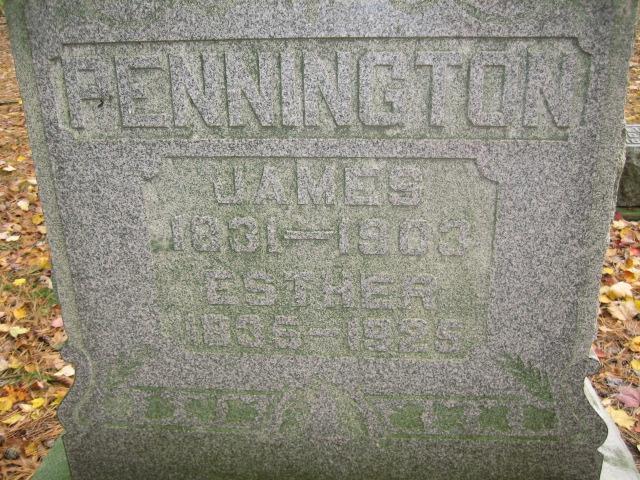 PENNINGTON
JAMES
1831—1903
ESTHER
1835—1925